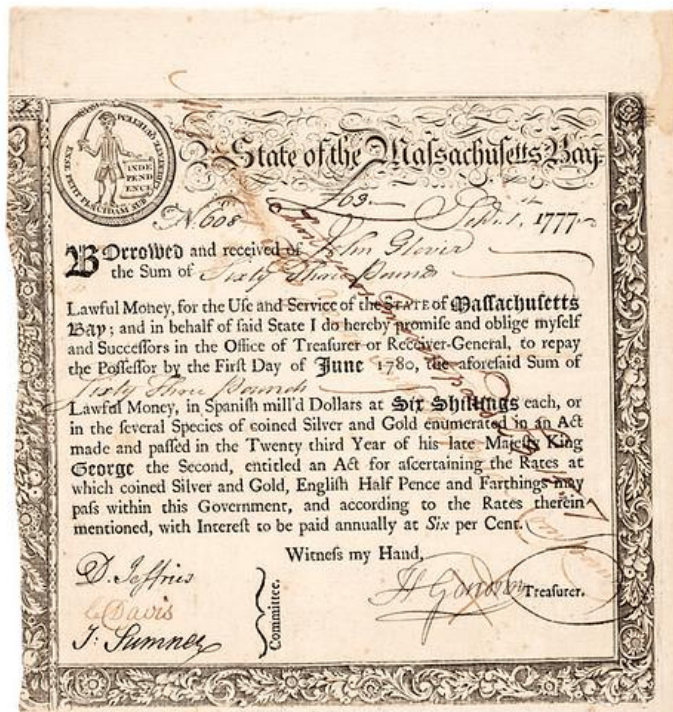 ENSE PETIT PLACIDAM SUB
INDE
PEND
ENCE
State of the Maſſachuſetts Bay.
£63.
No. 608 Sepr. 1st. 1777.
BOrrowed and received of John Glover
the Sum of Sixty three Pounds
Lawful Money, for the Uſe and Service of the STATE of Maſſachuſetts
Bay; and in behalf of ſaid State I do hereby promiſe and oblige myſelf
and Succeſſors in the Office of Treaſurer or Receiver-General, to repay
the Poſſeſſor by the Firſt Day of June 1780, the aforeſaid Sum of
Sixty three Pounds
Lawful Money, in Spaniſh mill'd Dollars at Six Shillings each, or
in the ſeveral Species of coined Silver and Gold enumerated in an Act
made and paſſed in the Twenty third Year of his late Majeſty King
George the Second, entitled an Act for aſcertaining the Rates at
which coined Silver and Gold, Engliſh Half Pence and Farthings may
paſs within this Government, and according to the Rates therein
mentioned, with Intereſt to be paid annually at Six per Cent.
Witneſs my Hand,
D. Jeffries
C Davis
J: Sumner
Committee.
H Gardner Treaſurer.